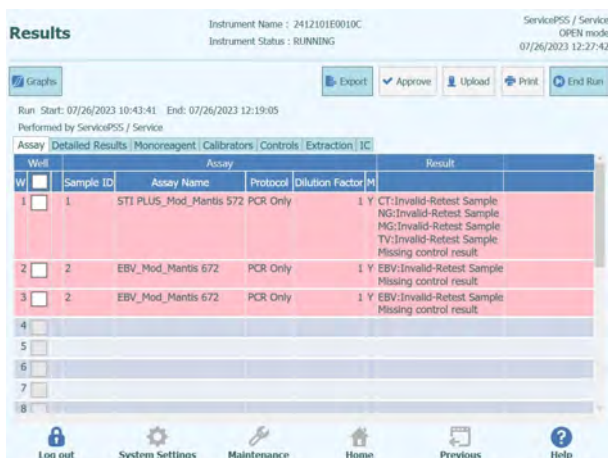 Results
Instrument Name : 2412101E0010C
Instrument Status : RUNNING
ServicePSS / Service
OPEN mode
07/26/2023 12:27:42
Graphs
Export
Approve
Upload
Print
End Run
Run Start: 07/26/2023 10:43:41 End: 07/26/2023 12:19:05
Performed by ServicePSS / Service
Assay Detailed Results Monoreagent Calibrators Controls Extraction IC
Well Assay Result
W Sample ID Assay Name Protocol Dilution Factor M
1 1 STI PLUS_Mod_Mantis 572 PCR Only 1 Y CT:Invalid-Retest Sample
NG:Invalid-Retest Sample
MG:Invalid-Retest Sample
TV:Invalid-Retest Sample
Missing control result
2 2 EBV_Mod_Mantis 672 PCR Only 1 Y EBV:Invalid-Retest Sample
Missing control result
3 2 EBV_Mod_Mantis 672 PCR Only 1 Y EBV:Invalid-Retest Sample
Missing control result
4
5
6
7
8
Log out
System Settings
Maintenance
Home
Previous
Help